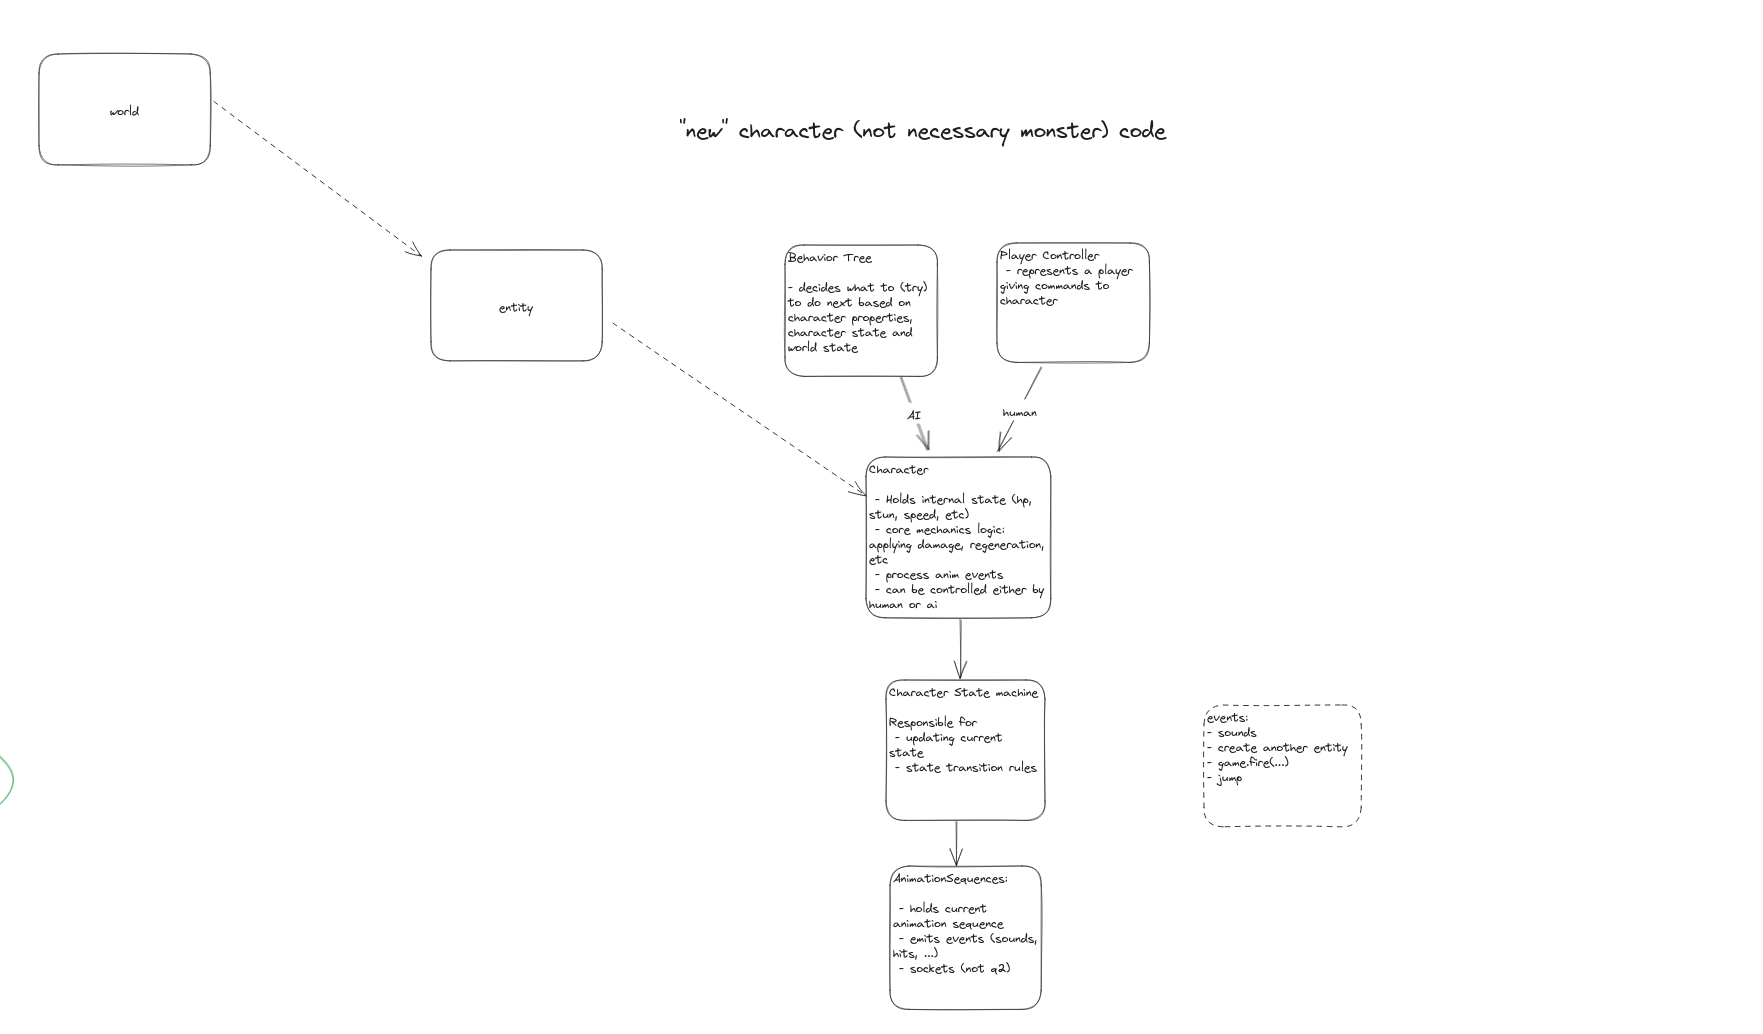 world
"new" character (not necessary monster) code
entity
Behavior Tree
- decides what to (try)
to do next based on
character properties,
character state and
world state
Player Controller
- represents a player
giving commands to
character
AI
human
Character
- Holds internal state (hp,
stun, speed, etc)
- core mechanics logic:
applying damage, regeneration,
etc
- process anim events
- can be controlled either by
human or ai
Character State machine
Responsible for
- updating current
state
- state transition rules
events:
- sounds
- create another entity
- game.fire(...)
- jump
AnimationSequences:
- holds current
animation sequence
- emits events (sounds,
hits, ...)
- sockets (not q2)